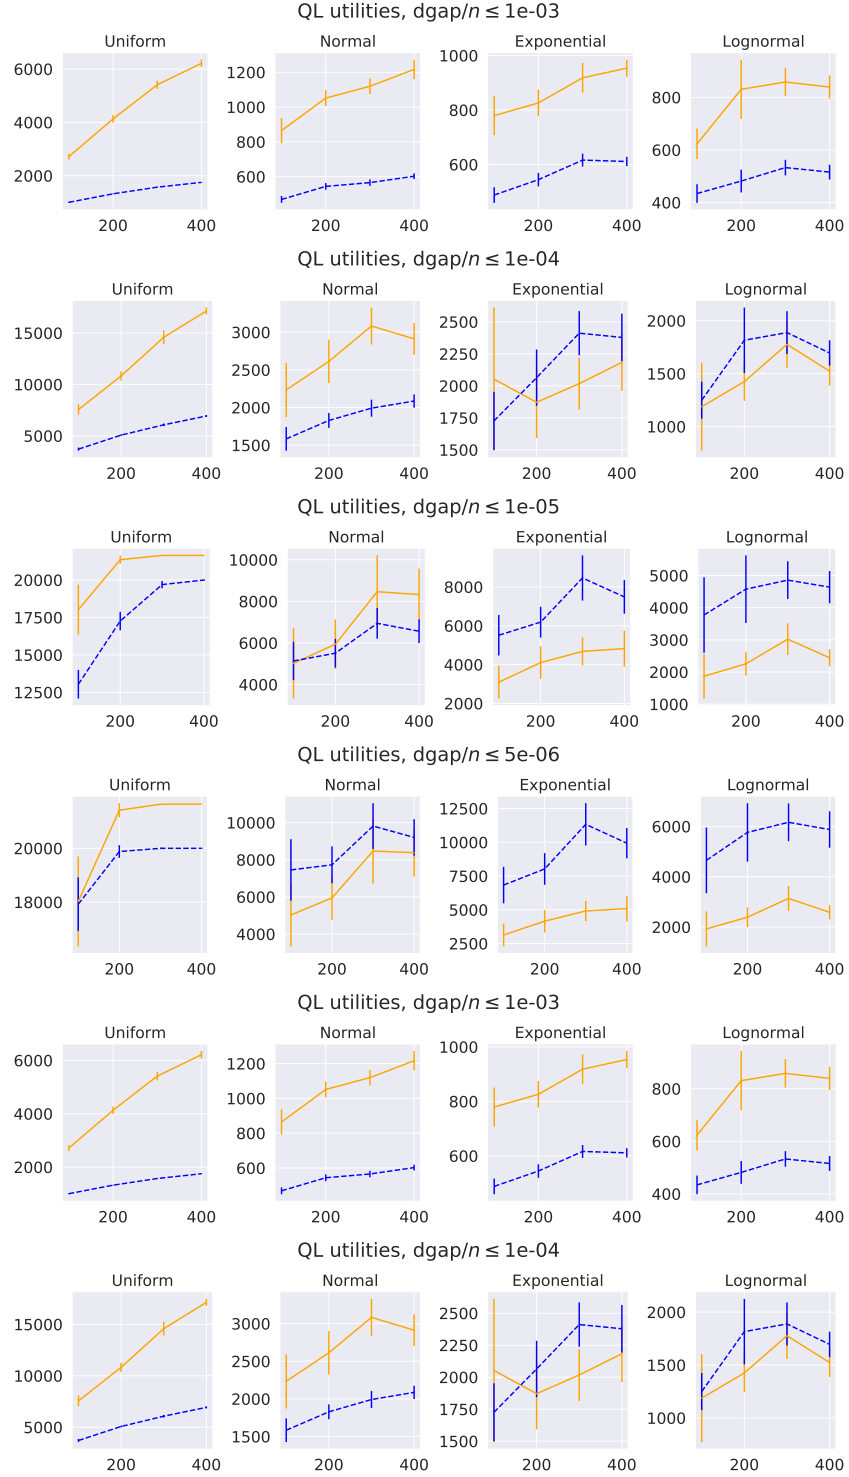 QL utilities, dgap/n ≤ 1e-03
Uniform Normal Exponential Lognormal
6000 4000 2000 200 400
1200 1000 800 600 200 400
1000 800 600 200 400
800 600 400 200 400
QL utilities, dgap/n ≤ 1e-04
Uniform Normal Exponential Lognormal
15000 10000 5000 200 400
3000 2500 2000 1500 200 400
2500 2250 2000 1750 1500 200 400
2000 1500 1000 200 400
QL utilities, dgap/n ≤ 1e-05
Uniform Normal Exponential Lognormal
20000 17500 15000 12500 200 400
10000 8000 6000 4000 200 400
8000 6000 4000 2000 200 400
5000 4000 3000 2000 1000 200 400
QL utilities, dgap/n ≤ 5e-06
Uniform Normal Exponential Lognormal
20000 18000 200 400
10000 8000 6000 4000 200 400
12500 10000 7500 5000 2500 200 400
6000 4000 2000 200 400
QL utilities, dgap/n ≤ 1e-03
Uniform Normal Exponential Lognormal
6000 4000 2000 200 400
1200 1000 800 600 200 400
1000 800 600 200 400
800 600 400 200 400
QL utilities, dgap/n ≤ 1e-04
Uniform Normal Exponential Lognormal
15000 10000 5000 200 400
3000 2500 2000 1500 200 400
2500 2250 2000 1750 1500 200 400
2000 1500 1000 200 400